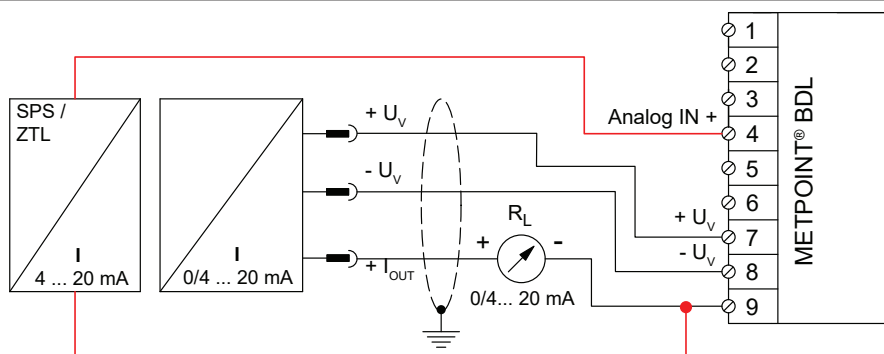 SPS /
ZTL
I
4 ... 20 mA
I
0/4 ... 20 mA
+ UV
- UV
+ IOUT
RL
+ -
0/4... 20 mA
Analog IN +
+ UV
- UV
1
2
3
4
5
6
7
8
9
METPOINT® BDL